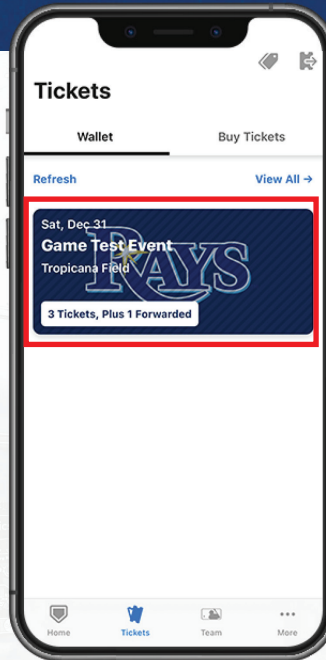 Tickets
Wallet
Buy Tickets
Refresh
View All →
Sat, Dec 31
Game Test Event
Tropicana Field
RAYS
3 Tickets, Plus 1 Forwarded
Home
Tickets
Team
More